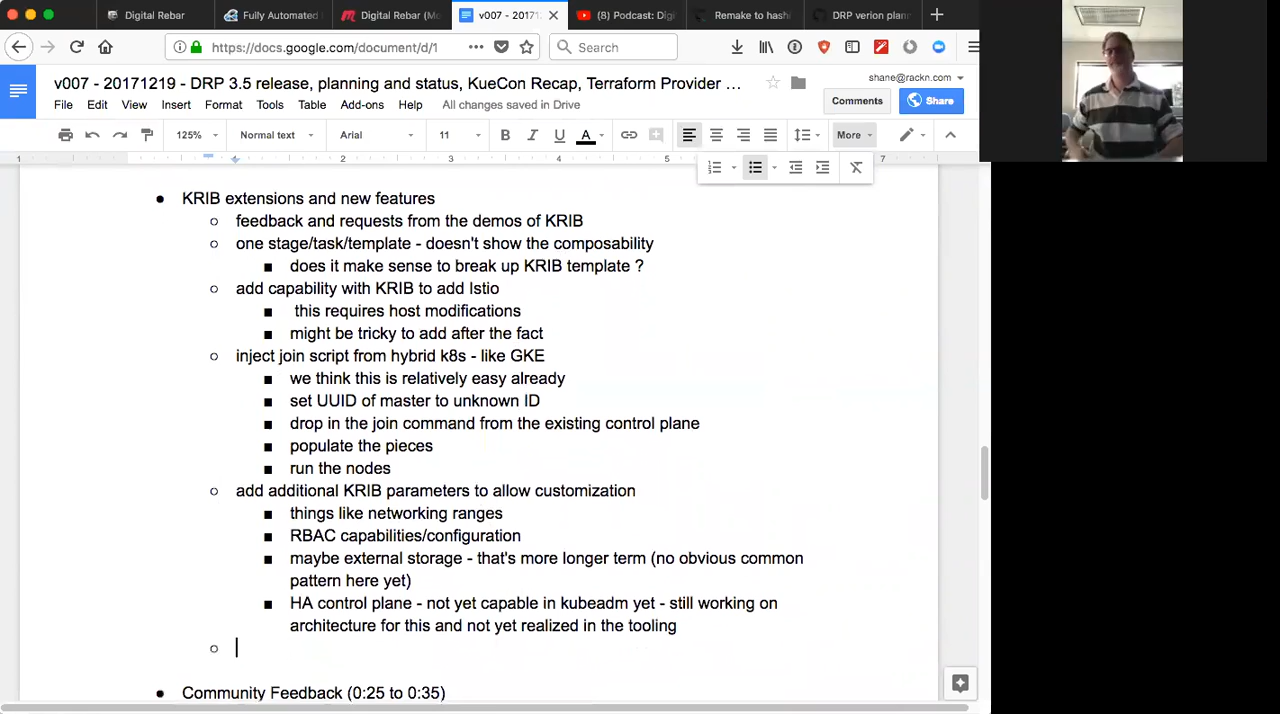 Digital Rebar
Fully Automated
Digital Rebar (Mo
v007 - 20171
(8) Podcast: Digi
Remake to hashi
DRP verion plan
https://docs.google.com/document/d/1
Search
v007 - 20171219 - DRP 3.5 release, planning and status, KueCon Recap, Terraform Provider ...
shane@rackn.com
File Edit View Insert Format Tools Table Add-ons Help All changes saved in Drive
Comments
Share
125% Normal text Arial 11 B I U A More
1 1 2 3 4 5 7
KRIB extensions and new features
feedback and requests from the demos of KRIB
one stage/task/template - doesn't show the composability
does it make sense to break up KRIB template ?
add capability with KRIB to add Istio
this requires host modifications
might be tricky to add after the fact
inject join script from hybrid k8s - like GKE
we think this is relatively easy already
set UUID of master to unknown ID
drop in the join command from the existing control plane
populate the pieces
run the nodes
add additional KRIB parameters to allow customization
things like networking ranges
RBAC capabilities/configuration
maybe external storage - that's more longer term (no obvious common
pattern here yet)
HA control plane - not yet capable in kubeadm yet - still working on
architecture for this and not yet realized in the tooling
Community Feedback (0:25 to 0:35)